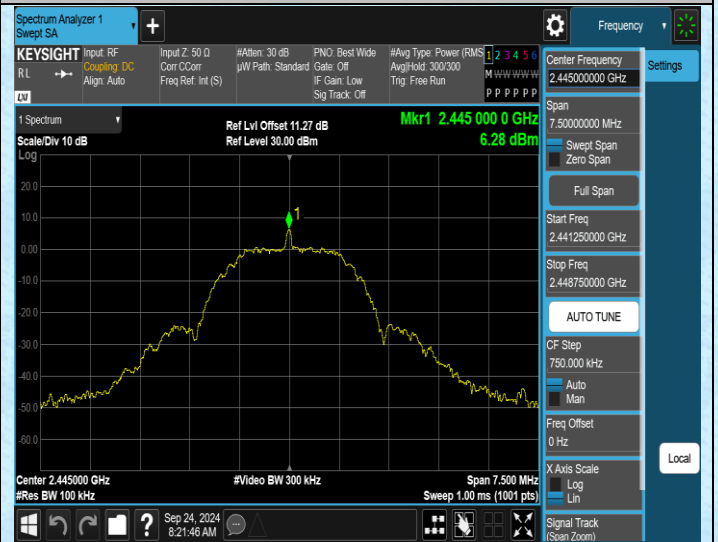 Spectrum Analyzer 1
Swept SA
+
Frequency
KEYSIGHT
RL
LXI
Input: RF
Coupling: DC
Align: Auto
Input Z: 50 Ω
Corr CCorr
Freq Ref: Int (S)
#Atten: 30 dB
µW Path: Standard
PNO: Best Wide
Gate: Off
IF Gain: Low
Sig Track: Off
#Avg Type: Power (RMS
Avg|Hold: 300/300
Trig: Free Run
1 2 3 4 5 6
M W W W W W
P P P P P P
1 Spectrum
Scale/Div 10 dB
Log
Ref Lvl Offset 11.27 dB
Ref Level 30.00 dBm
Mkr1 2.445 000 0 GHz
6.28 dBm
20.0
10.0
0.00
-10.0
-20.0
-30.0
-40.0
-50.0
-60.0
1
Center 2.445000 GHz
#Res BW 100 kHz
#Video BW 300 kHz
Span 7.500 MHz
Sweep 1.00 ms (1001 pts)
Center Frequency
2.445000000 GHz
Span
7.50000000 MHz
Swept Span
Zero Span
Full Span
Start Freq
2.441250000 GHz
Stop Freq
2.448750000 GHz
AUTO TUNE
CF Step
750.000 kHz
Auto
Man
Freq Offset
0 Hz
X Axis Scale
Log
Lin
Signal Track
(Span Zoom)
Settings
Local
?
Sep 24, 2024
8:21:46 AM